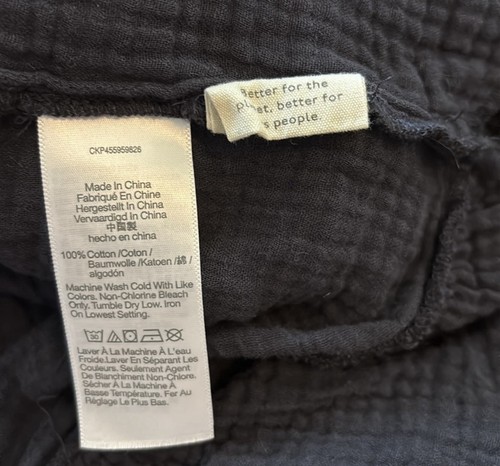 Better for the
et, better for
s people.
CKP455959826
Made In China
Fabriqué En Chine
Hergestellt In China
Vervaardigd In China
中国製
hecho en china
100% Cotton /Coton /
Baumwolle /Katoen /綿 /
algodón
Machine Wash Cold With Like
Colors. Non-Chlorine Bleach
Only. Tumble Dry Low. Iron
On Lowest Setting.
Laver À La Machine À L'eau
Froide.Laver En Séparant Les
Couleurs. Seulement Agent
De Blanchiment Non-Chlore.
Sécher À La Machine À
Basse Température. Fer Au
Réglage Le Plus Bas.